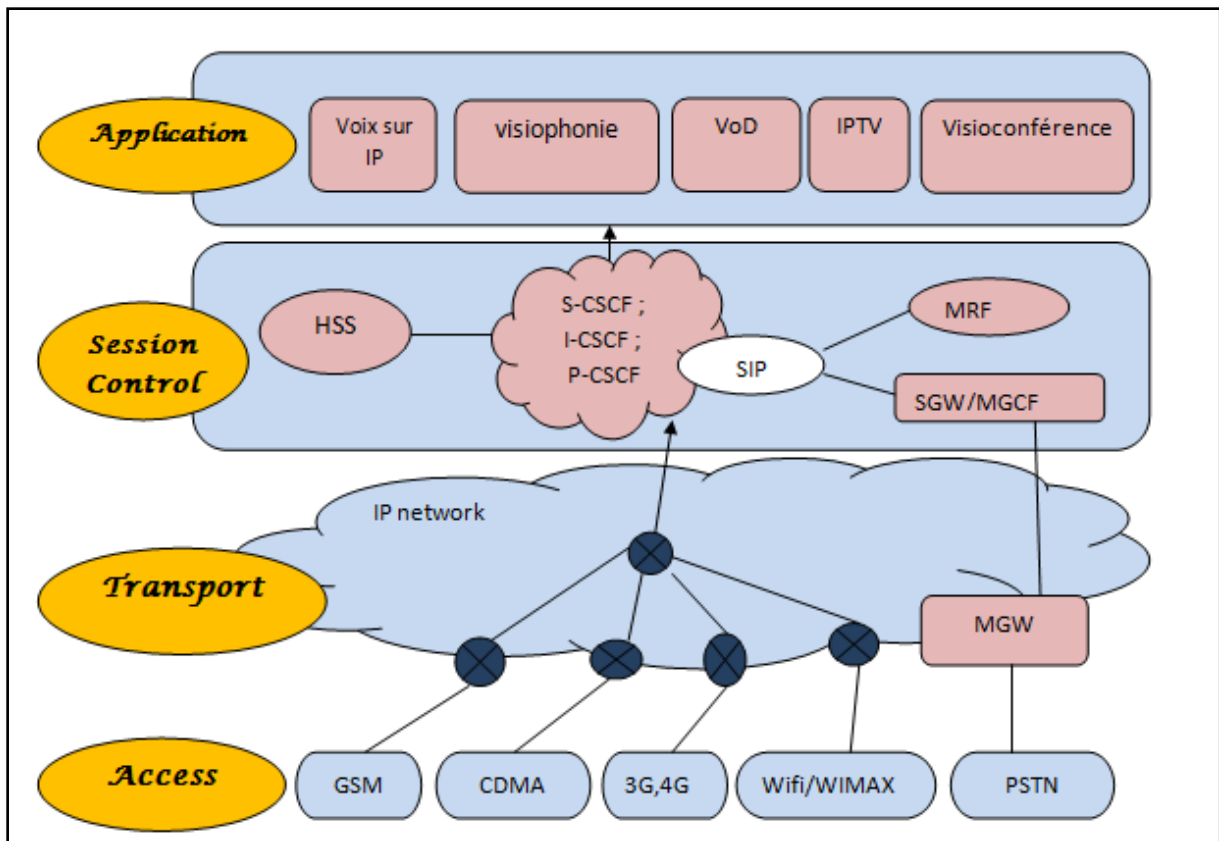 Application
Voix sur
IP
visiophonie
VoD
IPTV
Visioconférence
Session
Control
HSS
S-CSCF ;
I-CSCF ;
P-CSCF
SIP
MRF
SGW/MGCF
Transport
IP network
MGW
Access
GSM
CDMA
3G,4G
Wifi/WIMAX
PSTN